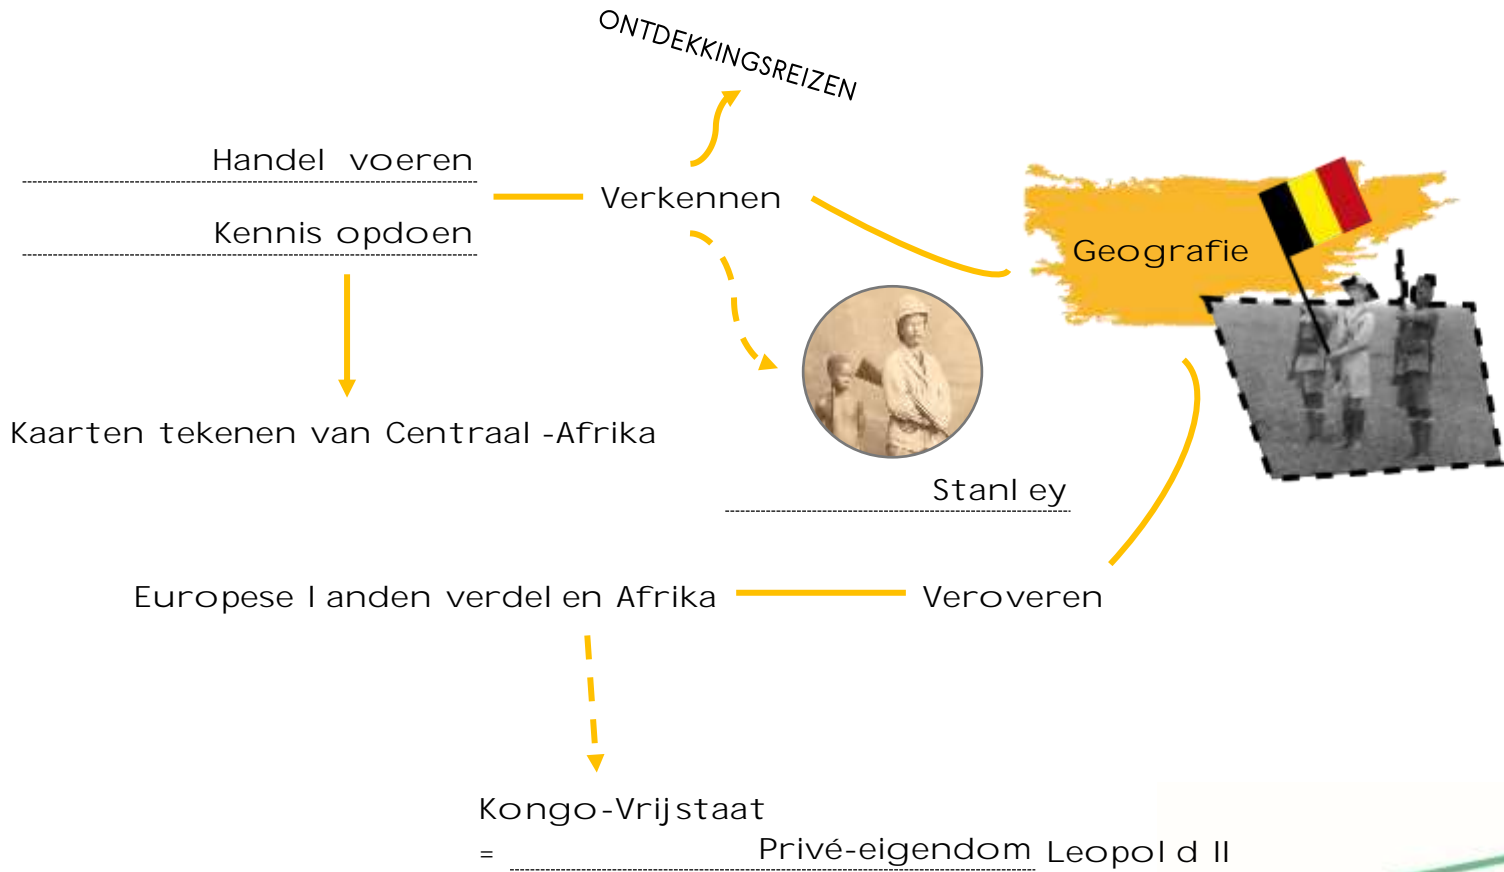 ONTDEKKINGSREIZEN
Handel voeren
Verkennen
Kennis opdoen
Geografie
Kaarten tekenen van Centraal-Afrika
Stanley
Europese landen verdelen Afrika
Veroveren
Kongo-Vrijstaat
= Privé-eigendom Leopold II